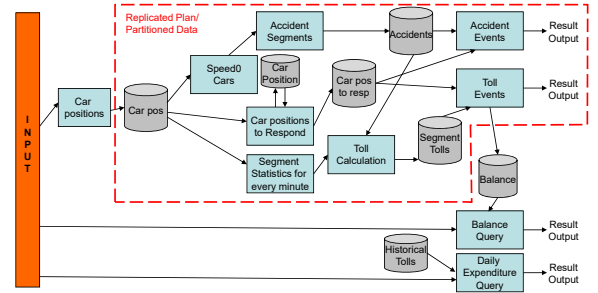 Replicated Plan/
Partitioned Data
Accident
Segments
Accidents
Accident
Events
Result
Output
Speed0
Cars
Car
Position
Car pos
to resp
Toll
Events
Result
Output
INPUT
Car
positions
Car pos
Car positions
to Respond
Segment
Tolls
Toll
Calculation
Segment
Statistics for
every minute
Balance
Balance
Query
Result
Output
Historical
Tolls
Daily
Expenditure
Query
Result
Output